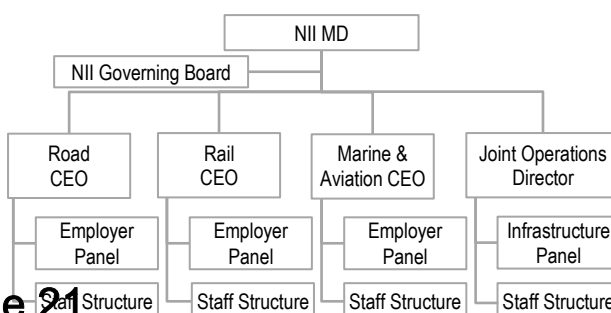 NII MD
NII Governing Board
Road
CEO
Rail
CEO
Marine &
Aviation CEO
Joint Operations
Director
Employer
Panel
Employer
Panel
Employer
Panel
Infrastructure
Panel
e 21
Staff Structure
Staff Structure
Staff Structure
Staff Structure